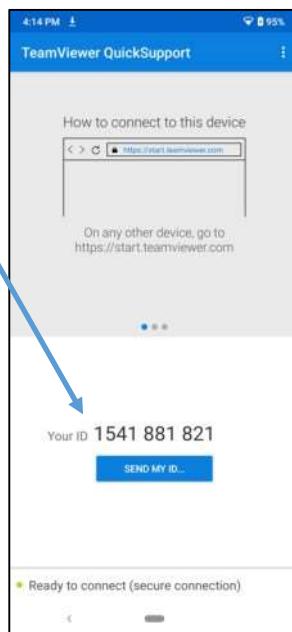 4:14 PM 95%
TeamViewer QuickSupport
How to connect to this device
https://start.teamviewer.com
On any other device, go to
https://start.teamviewer.com
Your ID 1541 881 821
SEND MY ID...
Ready to connect (secure connection)